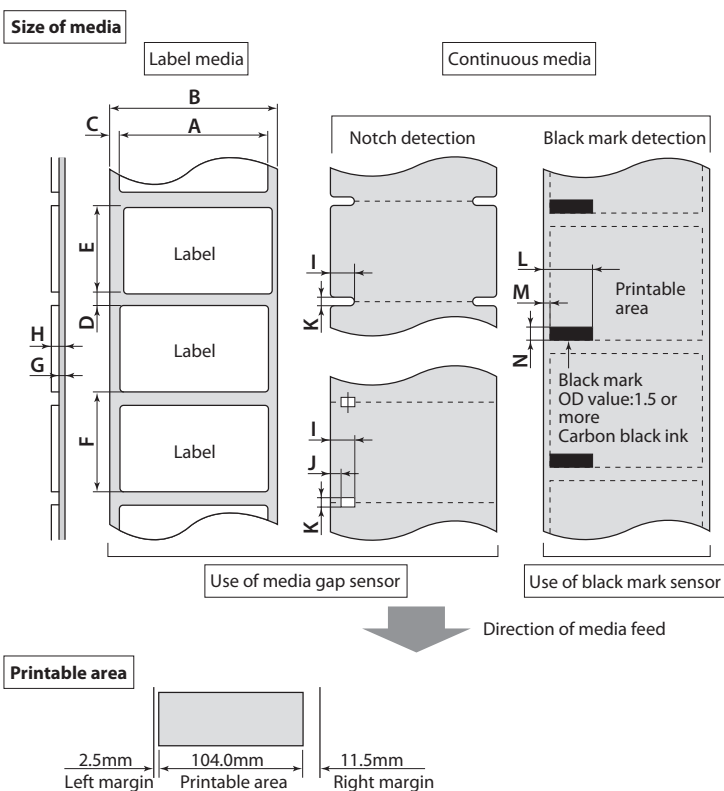 Size of media
Label media
Continuous media
B
C
A
Notch detection
Black mark detection
E
Label
I
L
Printable
area
M
D
K
H
Label
N
G
Black mark
OD value:1.5 or
more
Carbon black ink
I
F
Label
J
K
Use of media gap sensor
Use of black mark sensor
Direction of media feed
Printable area
2.5mm
104.0mm
11.5mm
Left margin
Printable area
Right margin